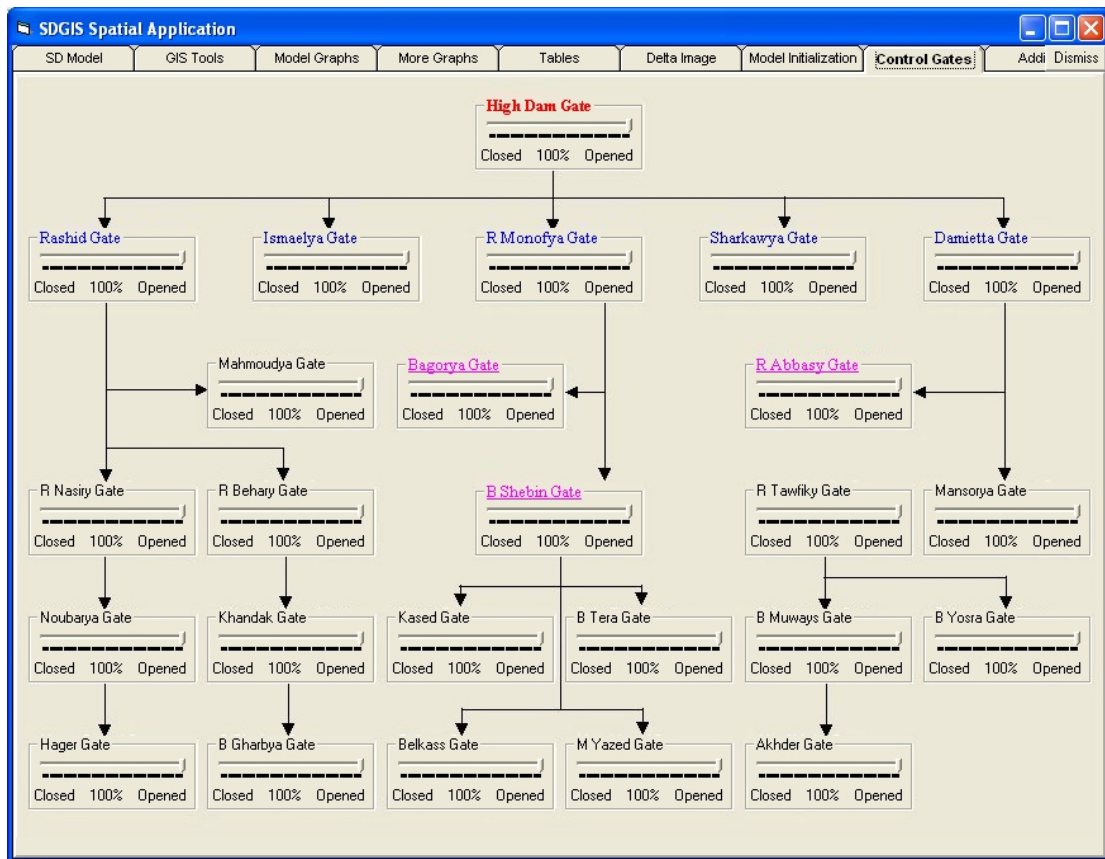 SDGIS Spatial Application
SD Model GIS Tools Model Graphs More Graphs Tables Delta Image Model Initialization Control Gates Addi Dismiss
High Dam Gate
Closed 100% Opened
Rashid Gate Ismaelya Gate R Monofya Gate Sharkawya Gate Damietta Gate
Closed 100% Opened Closed 100% Opened Closed 100% Opened Closed 100% Opened Closed 100% Opened
Mahmoudya Gate Bagorya Gate R Abbasy Gate
Closed 100% Opened Closed 100% Opened Closed 100% Opened
R Nasiry Gate R Behary Gate B Shebin Gate R Tawfiky Gate Mansorya Gate
Closed 100% Opened Closed 100% Opened Closed 100% Opened Closed 100% Opened Closed 100% Opened
Noubarya Gate Khandak Gate Kased Gate B Tera Gate B Muways Gate B Yosra Gate
Closed 100% Opened Closed 100% Opened Closed 100% Opened Closed 100% Opened Closed 100% Opened Closed 100% Opened
Hager Gate B Gharbya Gate Belkass Gate M Yazed Gate Akhder Gate
Closed 100% Opened Closed 100% Opened Closed 100% Opened Closed 100% Opened Closed 100% Opened